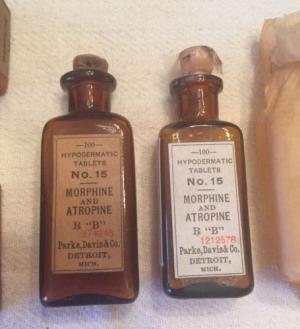 —100—
HYPODERMATIC
TABLETS
No. 15
MORPHINE
AND
ATROPINE
℞ "B"
274245
Parke, Davis & Co.
DETROIT,
MICH.
—100—
HYPODERMATIC
TABLETS
No. 15
MORPHINE
AND
ATROPINE
℞ "B"
1212578
Parke, Davis & Co.
DETROIT,
MICH.